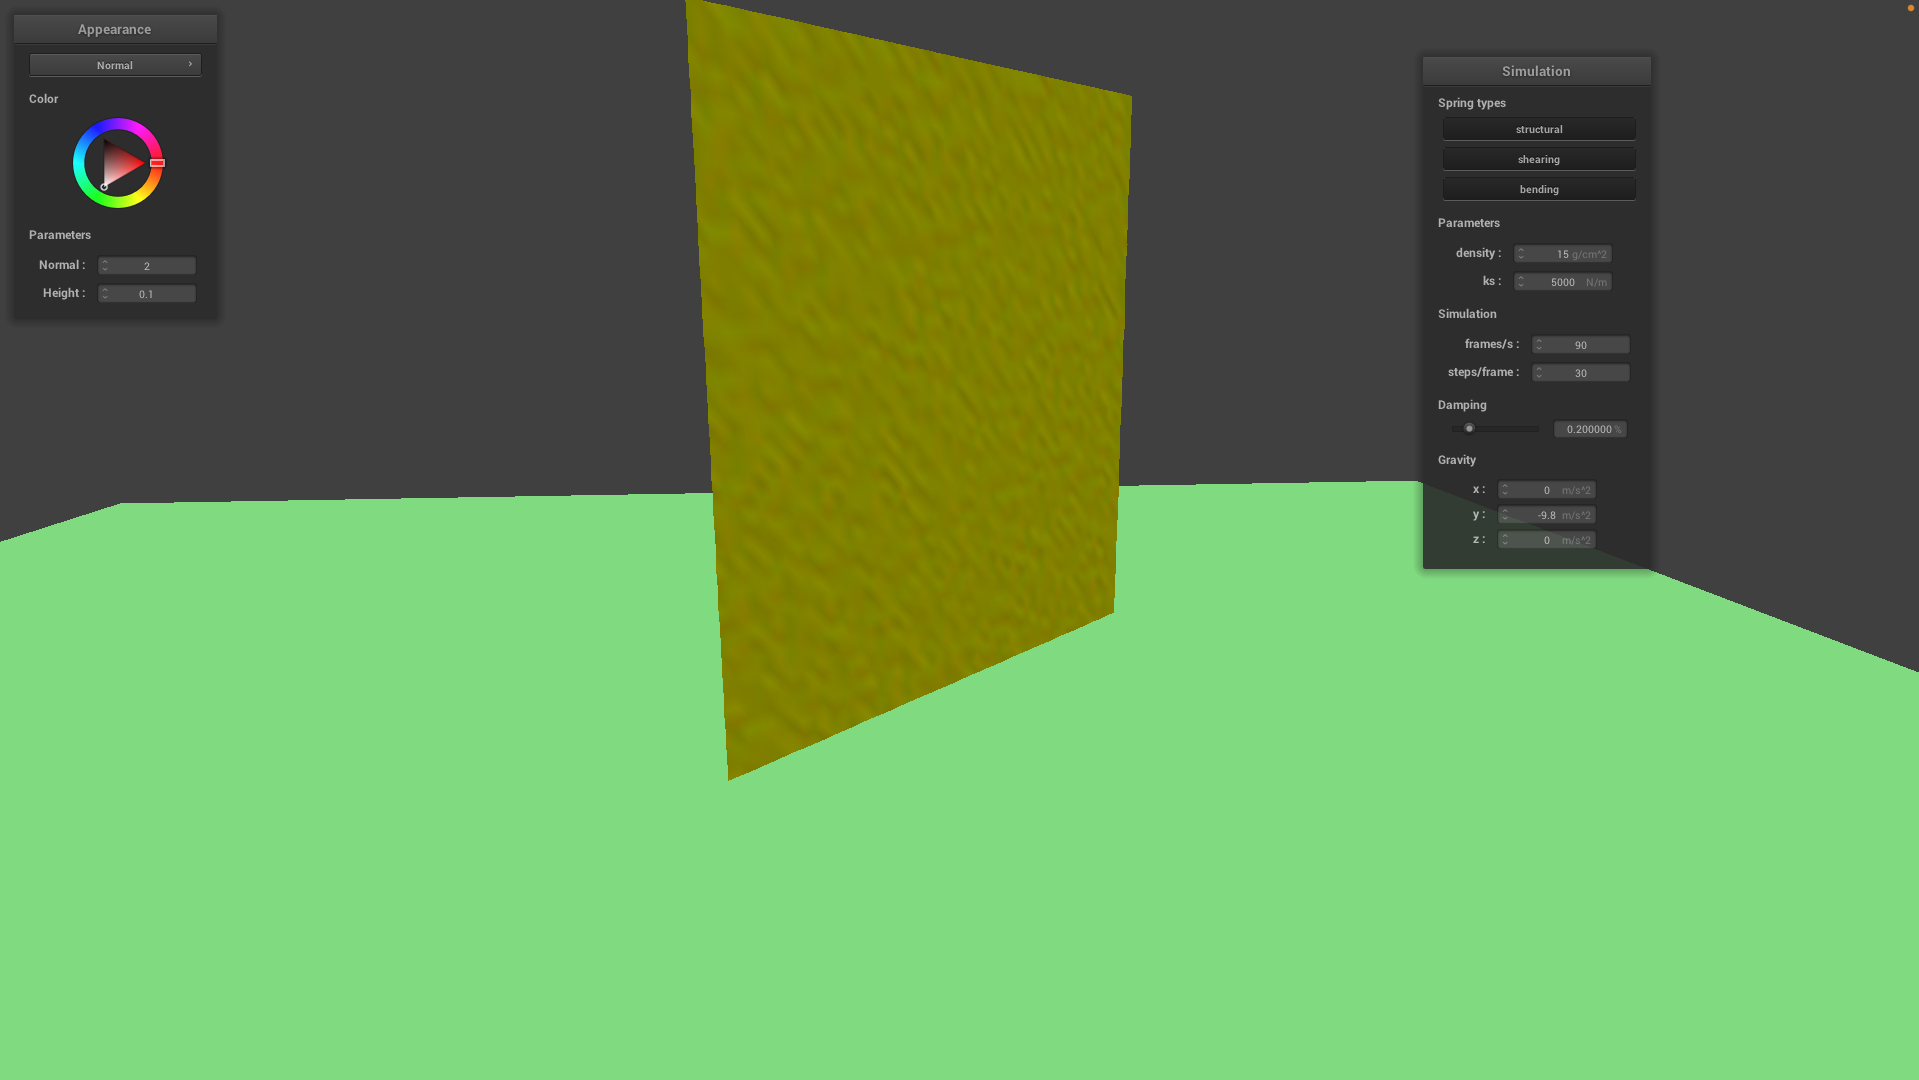 Appearance
Normal
Color
Parameters
Normal : 2
Height : 0.1
Simulation
Spring types
structural
shearing
bending
Parameters
density : 15 g/cm^2
ks : 5000 N/m
Simulation
frames/s : 90
steps/frame : 30
Damping
0.200000 %
Gravity
x : 0 m/s^2
y : -9.8 m/s^2
z : 0 m/s^2